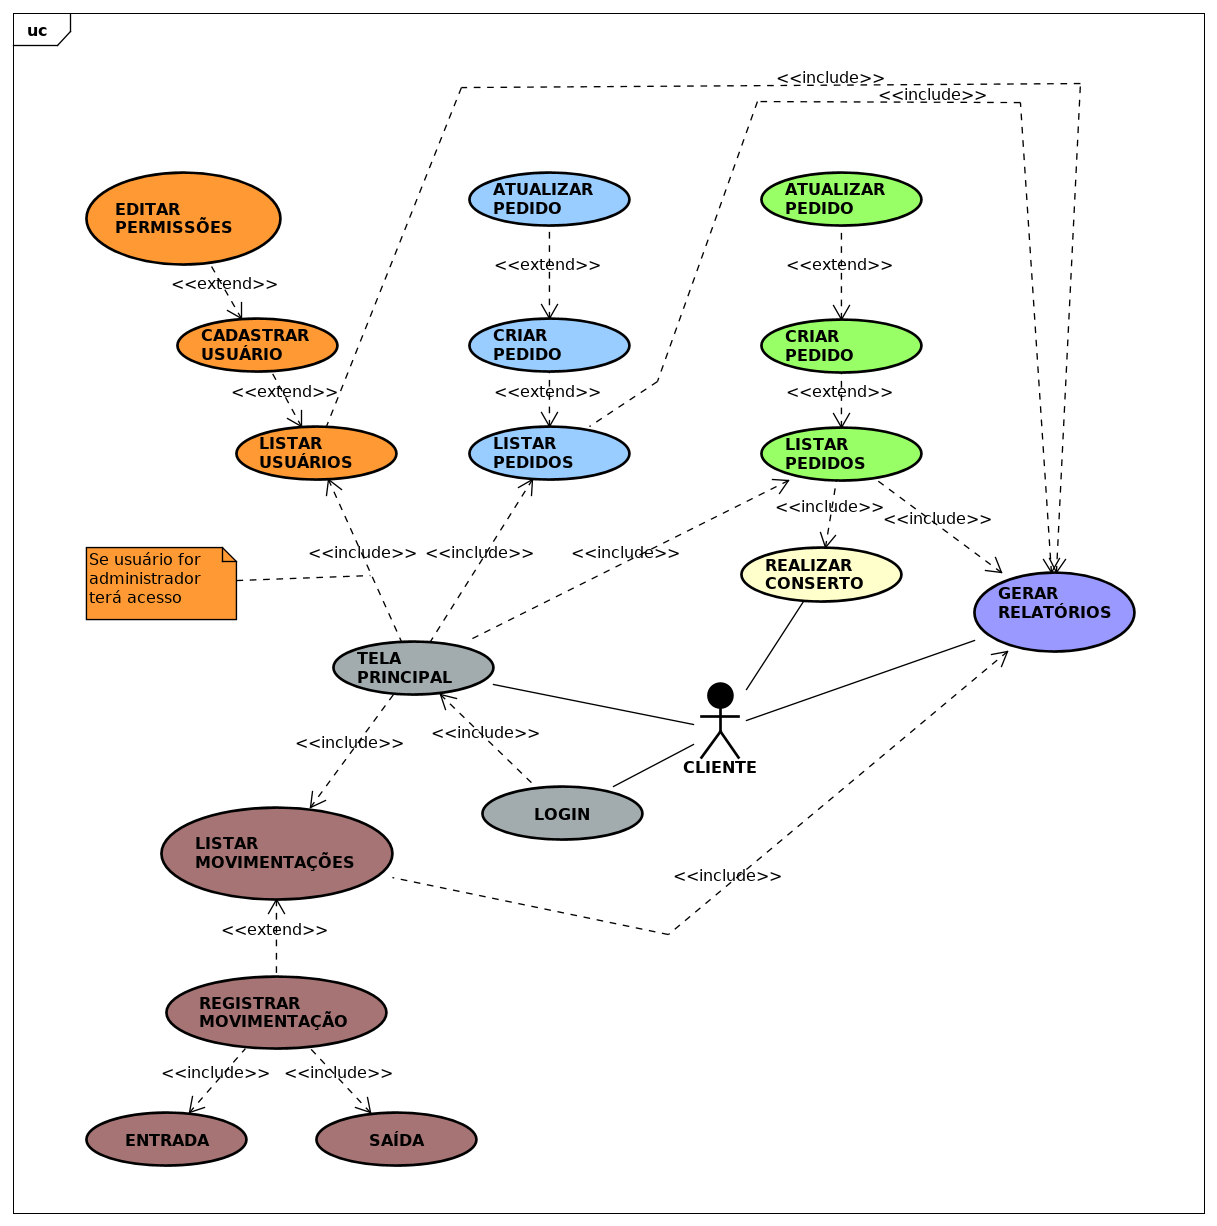 uc
<<include>>
<<include>>
EDITAR
PERMISSÕES
ATUALIZAR
PEDIDO
ATUALIZAR
PEDIDO
<<extend>>
<<extend>>
<<extend>>
CADASTRAR
USUÁRIO
CRIAR
PEDIDO
CRIAR
PEDIDO
<<extend>>
<<extend>>
<<extend>>
LISTAR
USUÁRIOS
LISTAR
PEDIDOS
LISTAR
PEDIDOS
<<include>>
<<include>>
Se usuário for
administrador
terá acesso
<<include>>
<<include>>
<<include>>
REALIZAR
CONSERTO
GERAR
RELATÓRIOS
TELA
PRINCIPAL
<<include>>
<<include>>
CLIENTE
LOGIN
LISTAR
MOVIMENTAÇÕES
<<include>>
<<extend>>
REGISTRAR
MOVIMENTAÇÃO
<<include>>
<<include>>
ENTRADA
SAÍDA